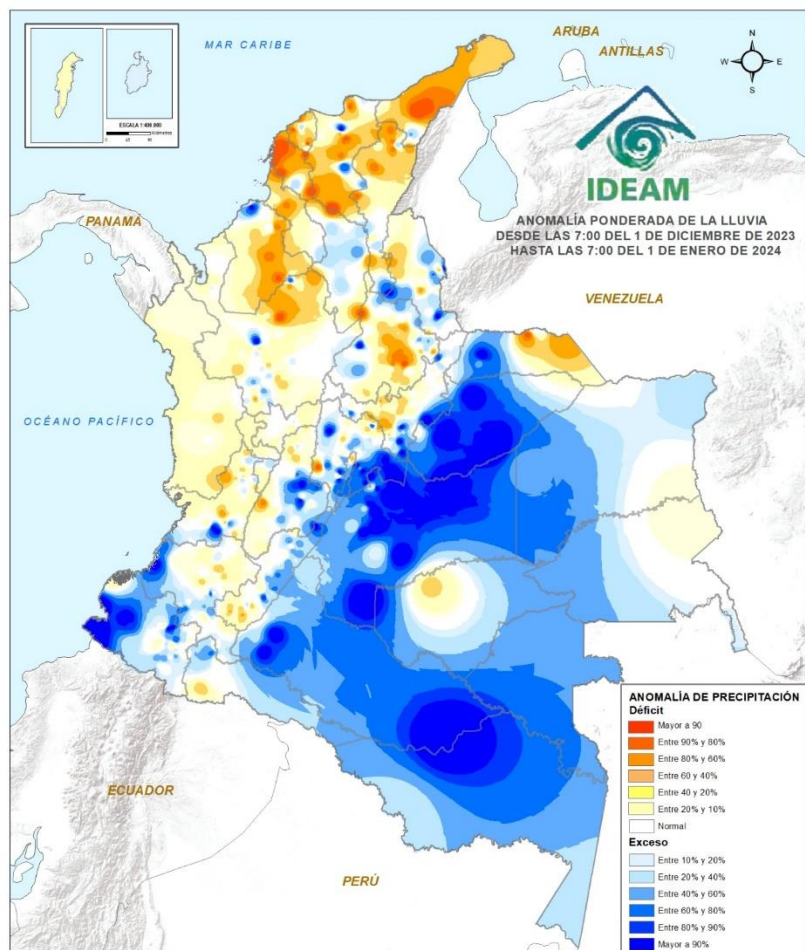 MAR CARIBE
ARUBA
ANTILLAS
N
W
E
S
ESCALA 1:400.000
IDEAM
ANOMALÍA PONDERADA DE LA LLUVIA
DESDE LAS 7:00 DEL 1 DE DICIEMBRE DE 2023
HASTA LAS 7:00 DEL 1 DE ENERO DE 2024
PANAMÁ
VENEZUELA
OCÉANO PACÍFICO
ECUADOR
PERÚ
ANOMALÍA DE PRECIPITACIÓN
Déficit
Mayor a 90
Entre 90% y 80%
Entre 80% y 60%
Entre 60 y 40%
Entre 40 y 20%
Entre 20% y 10%
Normal
Exceso
Entre 10% y 20%
Entre 20% y 40%
Entre 40% y 60%
Entre 60% y 80%
Entre 80% y 90%
Mayor a 90%